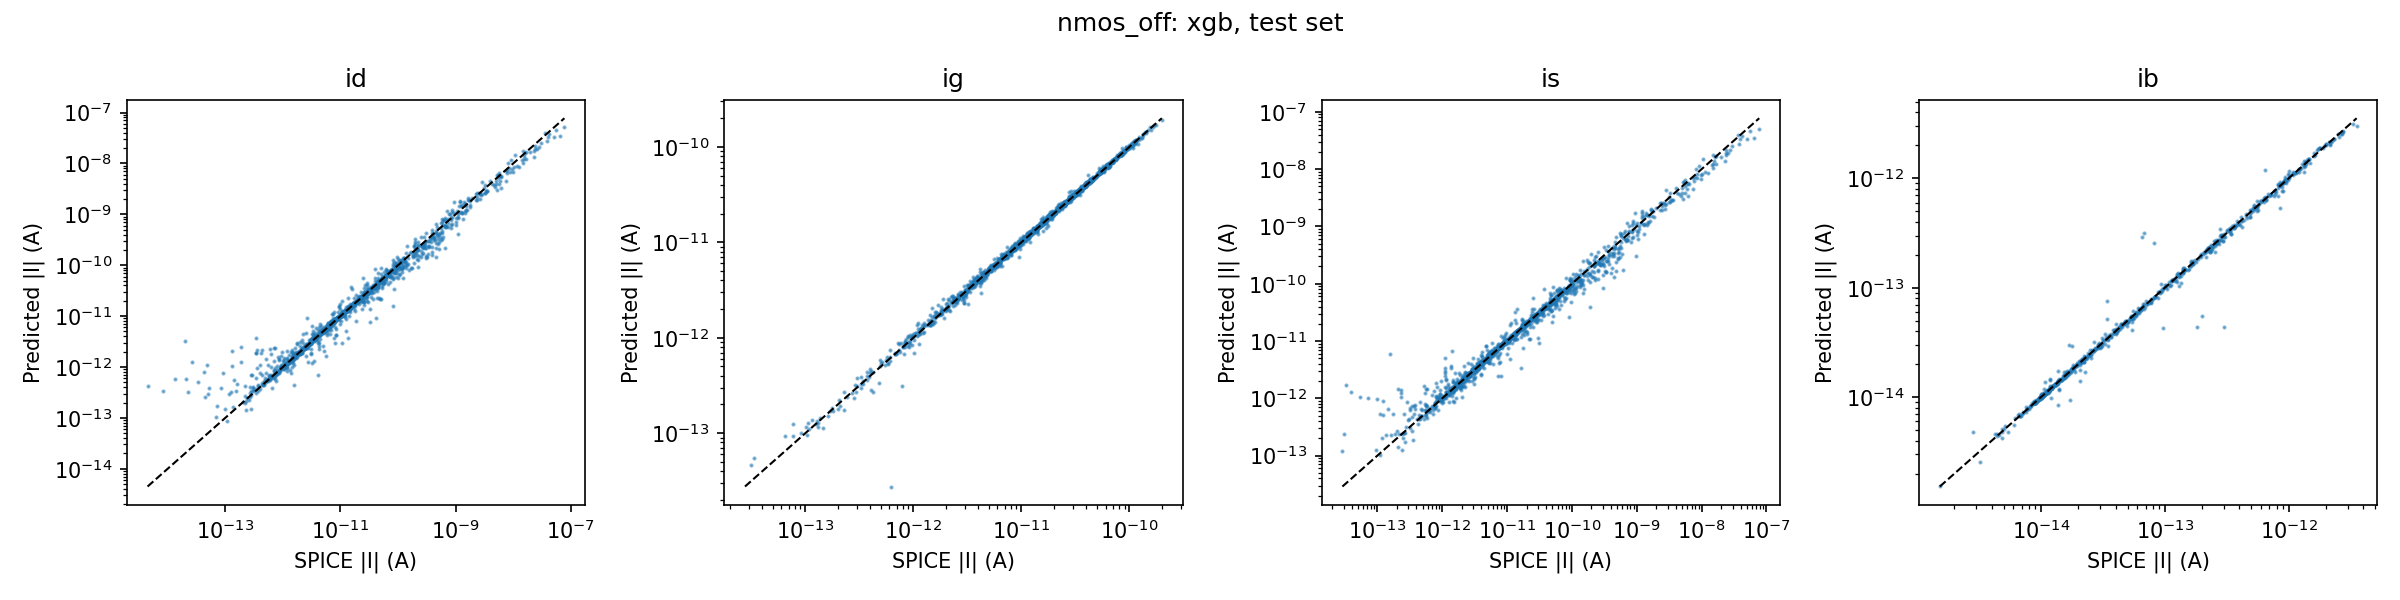 nmos_off: xgb, test set
id
10⁻⁷
10⁻⁸
10⁻⁹
10⁻¹⁰
10⁻¹¹
10⁻¹²
10⁻¹³
10⁻¹⁴
Predicted |I| (A)
10⁻¹³ 10⁻¹¹ 10⁻⁹ 10⁻⁷
SPICE |I| (A)
ig
10⁻¹⁰
10⁻¹¹
10⁻¹²
10⁻¹³
Predicted |I| (A)
10⁻¹³ 10⁻¹² 10⁻¹¹ 10⁻¹⁰
SPICE |I| (A)
is
10⁻⁷
10⁻⁸
10⁻⁹
10⁻¹⁰
10⁻¹¹
10⁻¹²
10⁻¹³
Predicted |I| (A)
10⁻¹³ 10⁻¹² 10⁻¹¹ 10⁻¹⁰ 10⁻⁹ 10⁻⁸ 10⁻⁷
SPICE |I| (A)
ib
10⁻¹²
10⁻¹³
10⁻¹⁴
Predicted |I| (A)
10⁻¹⁴ 10⁻¹³ 10⁻¹²
SPICE |I| (A)